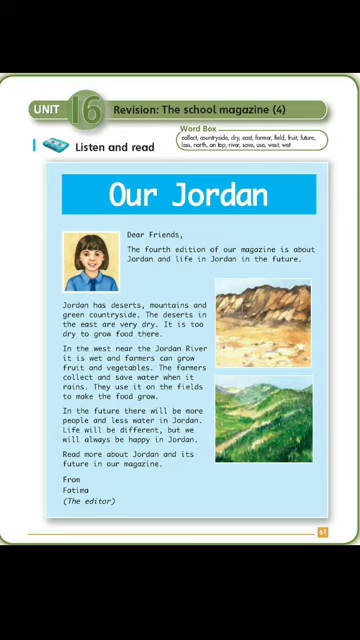 UNIT 16 Revision: The school magazine (4)
Word Box
collect, countryside, dry, east, farmer, field, fruit, future,
less, north, on top, river, save, use, west, wet
1 Listen and read
Our Jordan
Dear Friends,
The fourth edition of our magazine is about
Jordan and life in Jordan in the future.
Jordan has deserts, mountains and
green countryside. The deserts in
the east are very dry. It is too
dry to grow food there.
In the west near the Jordan River
it is wet and farmers can grow
fruit and vegetables. The farmers
collect and save water when it
rains. They use it on the fields
to make the food grow.
In the future there will be more
people and less water in Jordan.
Life will be different, but we
will always be happy in Jordan.
Read more about Jordan and its
future in our magazine.
From
Fatima
(The editor)
61